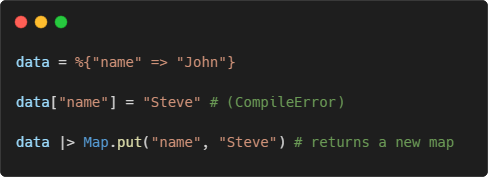 data = %{"name" => "John"}
data["name"] = "Steve" # (CompileError)
data |> Map.put("name", "Steve") # returns a new map